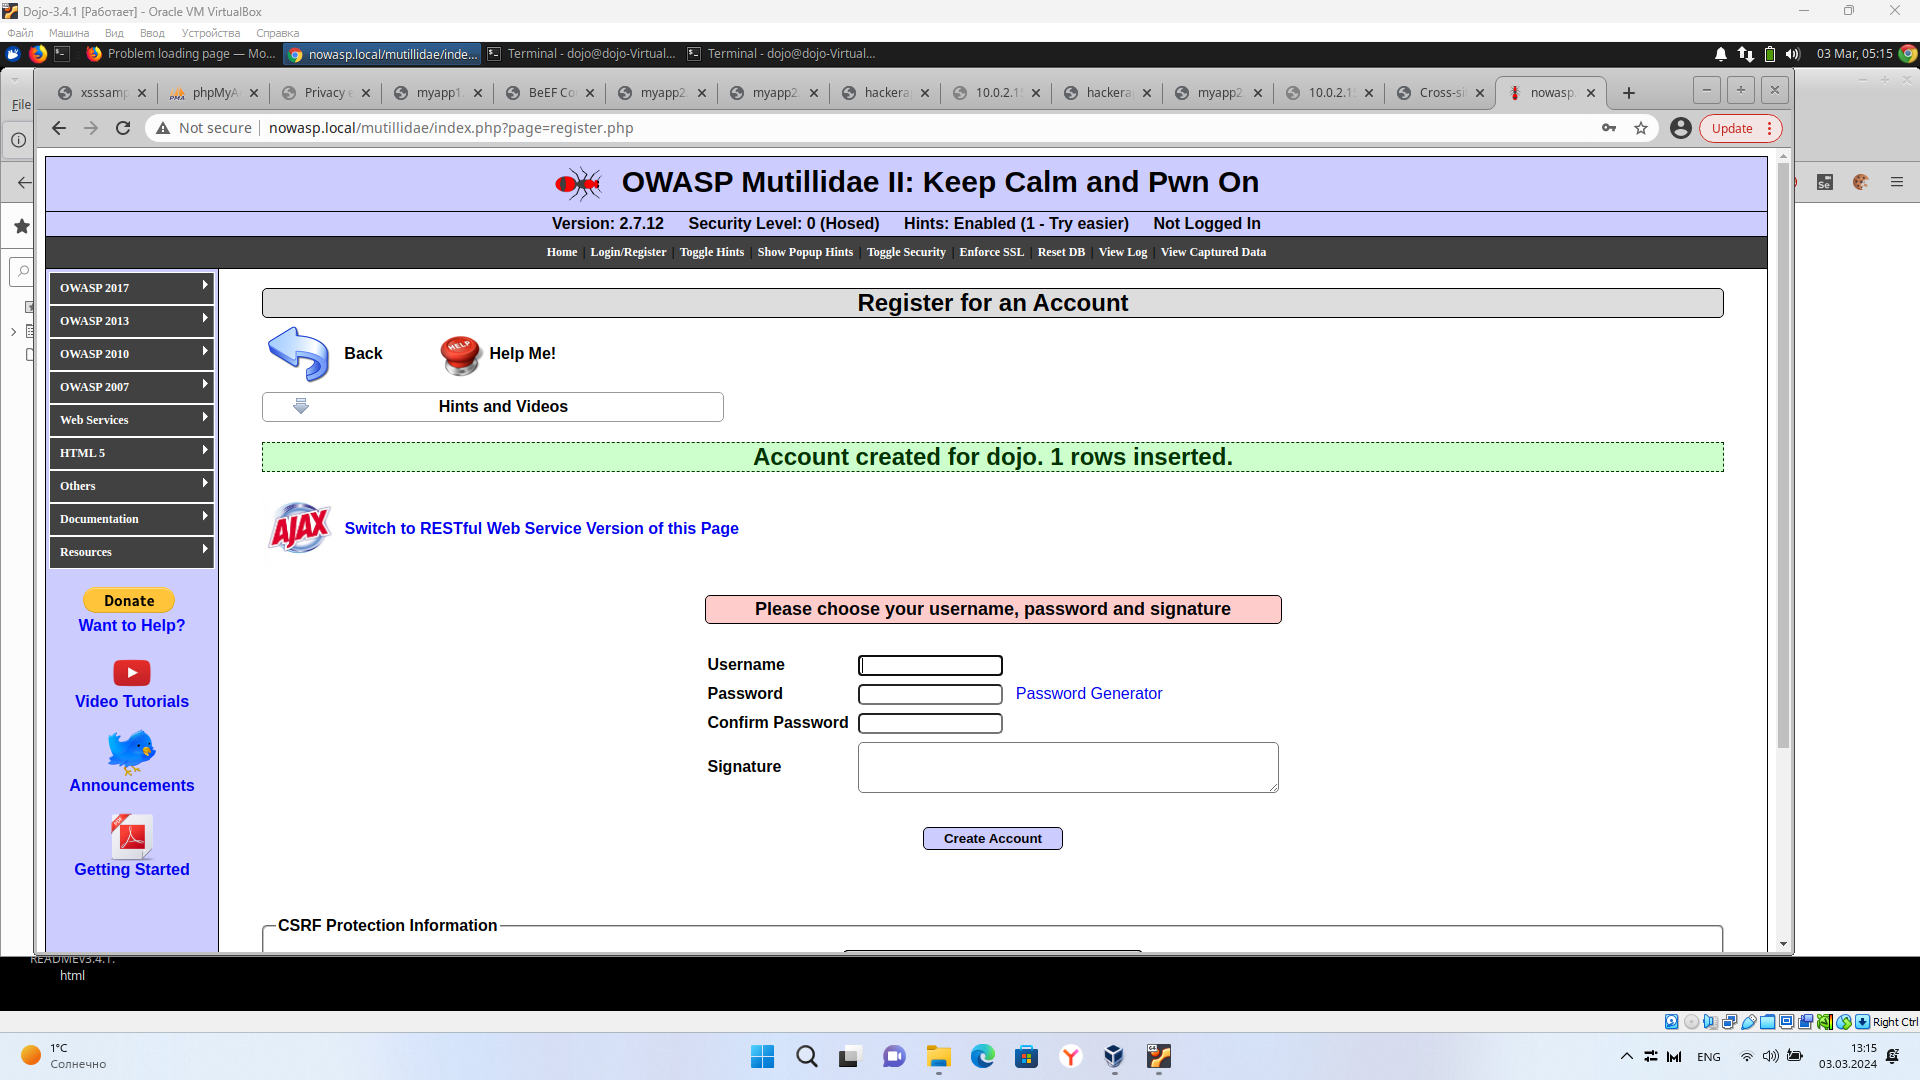 Dojo-3.4.1 [Работает] - Oracle VM VirtualBox
Файл Машина Вид Ввод Устройства Справка
Problem loading page — Mo... nowasp.local/mutillidae/inde... Terminal - dojo@dojo-Virtual... Terminal - dojo@dojo-Virtual... 03 Mar, 05:15
File
xsssamp phpMyA Privacy e myapp1. BeEF Co myapp2. myapp2. hackera 10.0.2.1 hackera myapp2 10.0.2.1 Cross-si nowasp.
Not secure nowasp.local/mutillidae/index.php?page=register.php Update
OWASP Mutillidae II: Keep Calm and Pwn On
Version: 2.7.12 Security Level: 0 (Hosed) Hints: Enabled (1 - Try easier) Not Logged In
Home | Login/Register | Toggle Hints | Show Popup Hints | Toggle Security | Enforce SSL | Reset DB | View Log | View Captured Data
OWASP 2017
OWASP 2013
OWASP 2010
OWASP 2007
Web Services
HTML 5
Others
Documentation
Resources
Donate
Want to Help?
Video Tutorials
Announcements
Getting Started
Register for an Account
Back
HELP
Help Me!
Hints and Videos
Account created for dojo. 1 rows inserted.
AJAX
Switch to RESTful Web Service Version of this Page
Please choose your username, password and signature
Username
Password Password Generator
Confirm Password
Signature
Create Account
CSRF Protection Information
Se
READMEv3.4.1.
html
Right Ctrl
1°C
Солнечно
ENG
13:15
03.03.2024